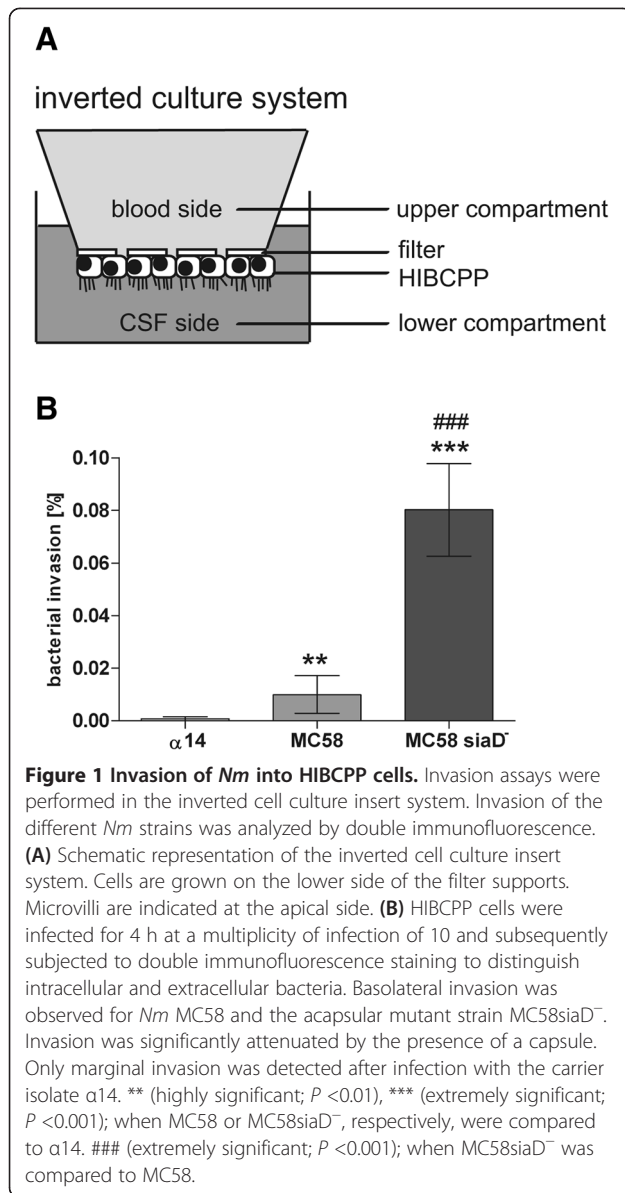 A
inverted culture system
blood side
upper compartment
filter
HIBCPP
CSF side
lower compartment
B
###
***
0.10
0.08
0.06
0.04
0.02
0.00
bacterial invasion [%]
**
α14
MC58
MC58 siaD⁻
Figure 1 Invasion of Nm into HIBCPP cells. Invasion assays were
performed in the inverted cell culture insert system. Invasion of the
different Nm strains was analyzed by double immunofluorescence.
(A) Schematic representation of the inverted cell culture insert
system. Cells are grown on the lower side of the filter supports.
Microvilli are indicated at the apical side. (B) HIBCPP cells were
infected for 4 h at a multiplicity of infection of 10 and subsequently
subjected to double immunofluorescence staining to distinguish
intracellular and extracellular bacteria. Basolateral invasion was
observed for Nm MC58 and the acapsular mutant strain MC58siaD⁻.
Invasion was significantly attenuated by the presence of a capsule.
Only marginal invasion was detected after infection with the carrier
isolate α14. ** (highly significant; P <0.01), *** (extremely significant;
P <0.001); when MC58 or MC58siaD⁻, respectively, were compared
to α14. ### (extremely significant; P <0.001); when MC58siaD⁻ was
compared to MC58.